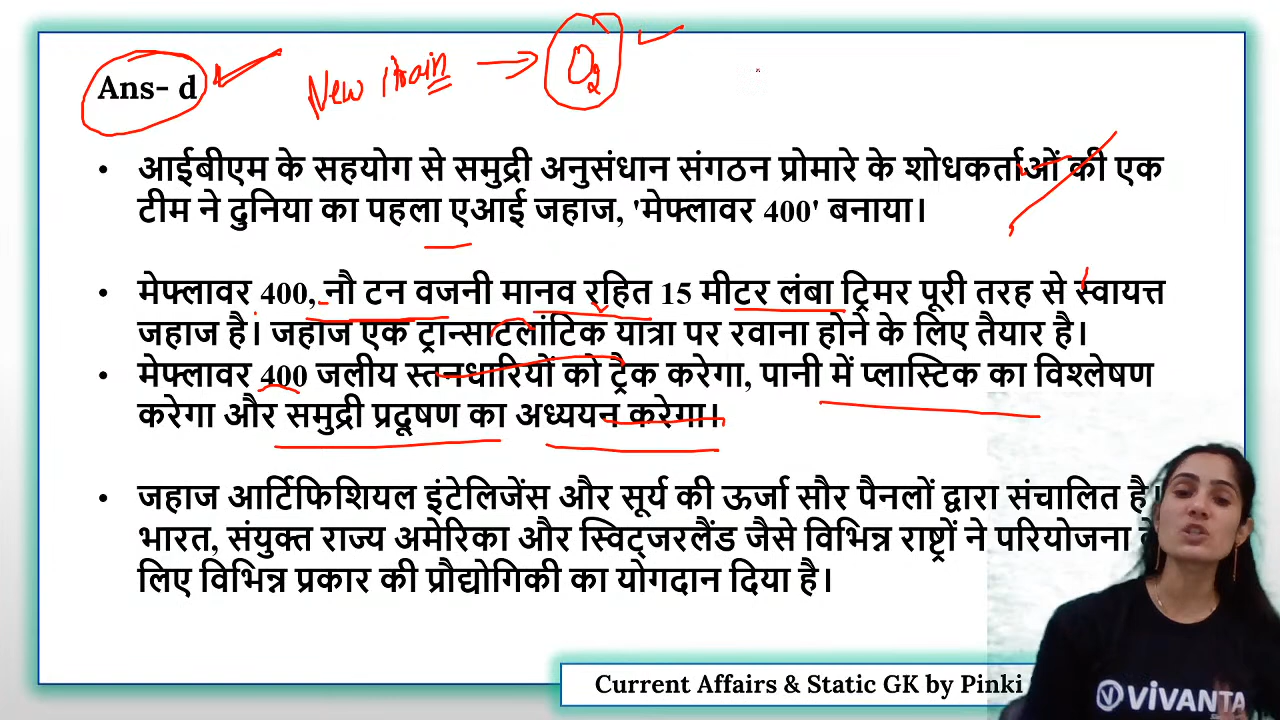 Ans- d
New strain → O2
• आईबीएम के सहयोग से समुद्री अनुसंधान संगठन प्रोमारे के शोधकर्ताओं की एक
टीम ने दुनिया का पहला एआई जहाज, 'मेफ्लावर 400' बनाया।
• मेफ्लावर 400, नौ टन वजनी मानव रहित 15 मीटर लंबा ट्रिमर पूरी तरह से स्वायत्त
जहाज है। जहाज एक ट्रान्साटलांटिक यात्रा पर रवाना होने के लिए तैयार है।
• मेफ्लावर 400 जलीय स्तनधारियों को ट्रैक करेगा, पानी में प्लास्टिक का विश्लेषण
करेगा और समुद्री प्रदूषण का अध्ययन करेगा।
• जहाज आर्टिफिशियल इंटेलिजेंस और सूर्य की ऊर्जा सौर पैनलों द्वारा संचालित है।
भारत, संयुक्त राज्य अमेरिका और स्विट्जरलैंड जैसे विभिन्न राष्ट्रों ने परियोजना
लिए विभिन्न प्रकार की प्रौद्योगिकी का योगदान दिया है।
Current Affairs & Static GK by Pinki
VIVANTA